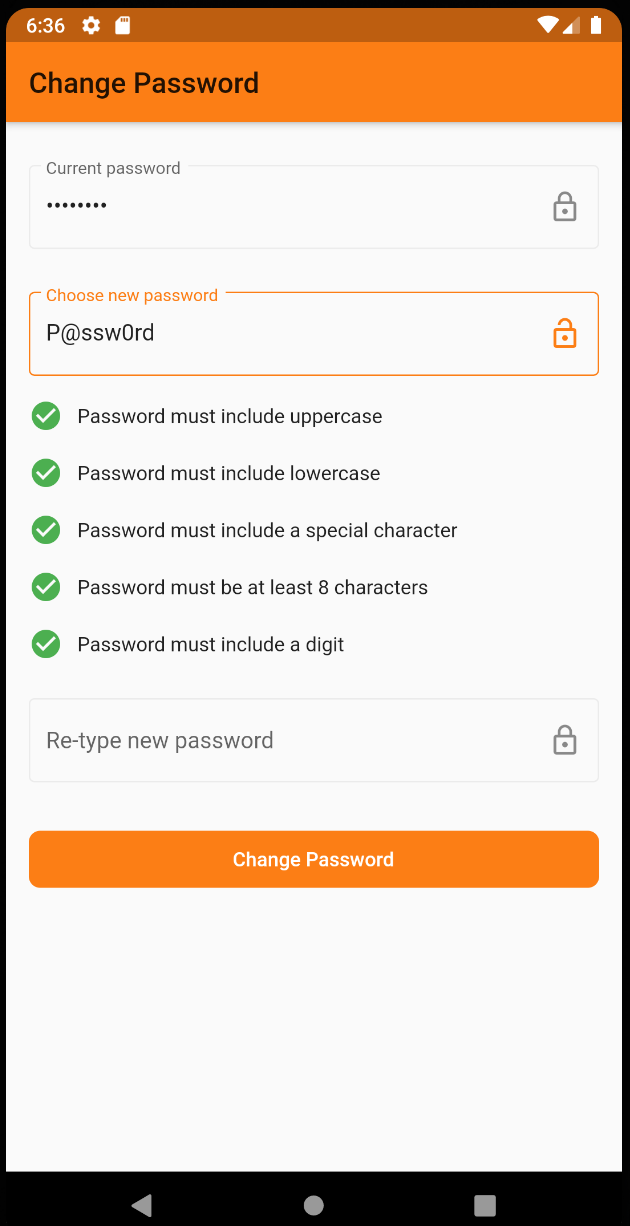 6:36
Change Password
Current password
••••••••
Choose new password
P@ssw0rd
Password must include uppercase
Password must include lowercase
Password must include a special character
Password must be at least 8 characters
Password must include a digit
Re-type new password
Change Password